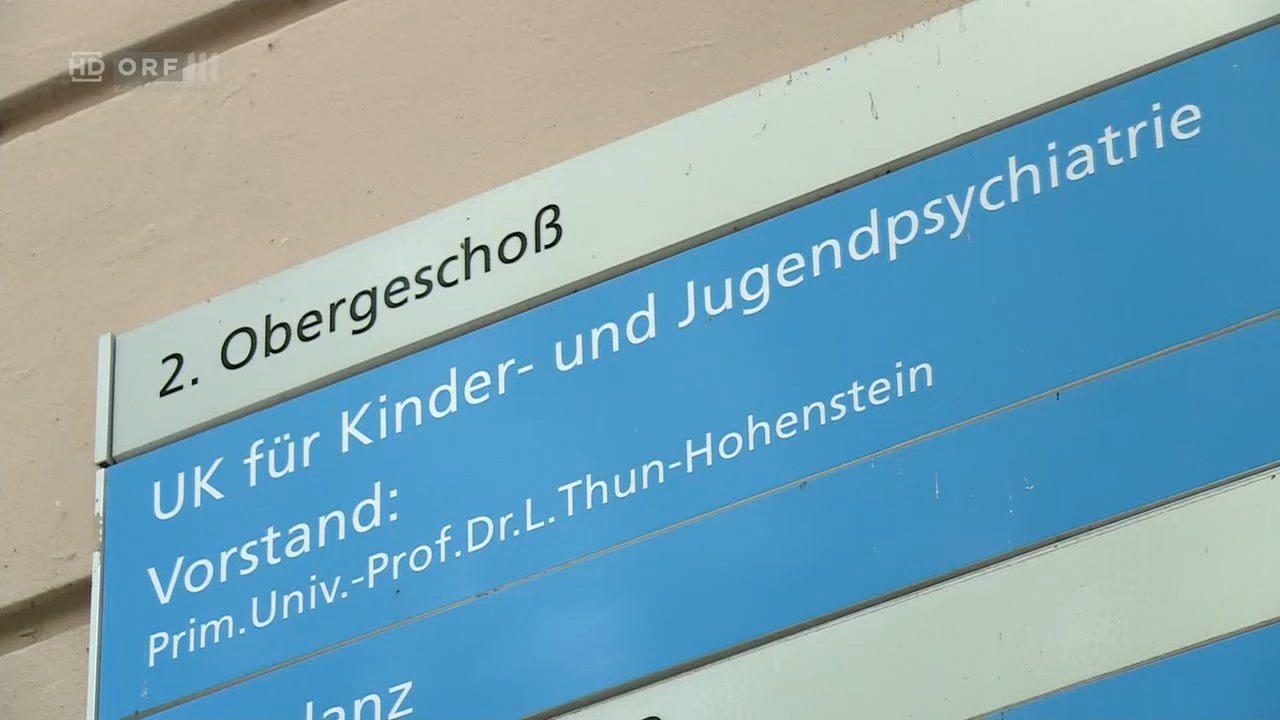 HD ORF III
2. Obergeschoß
UK für Kinder- und Jugendpsychiatrie
Vorstand:
Prim.Univ.-Prof.Dr.L.Thun-Hohenstein